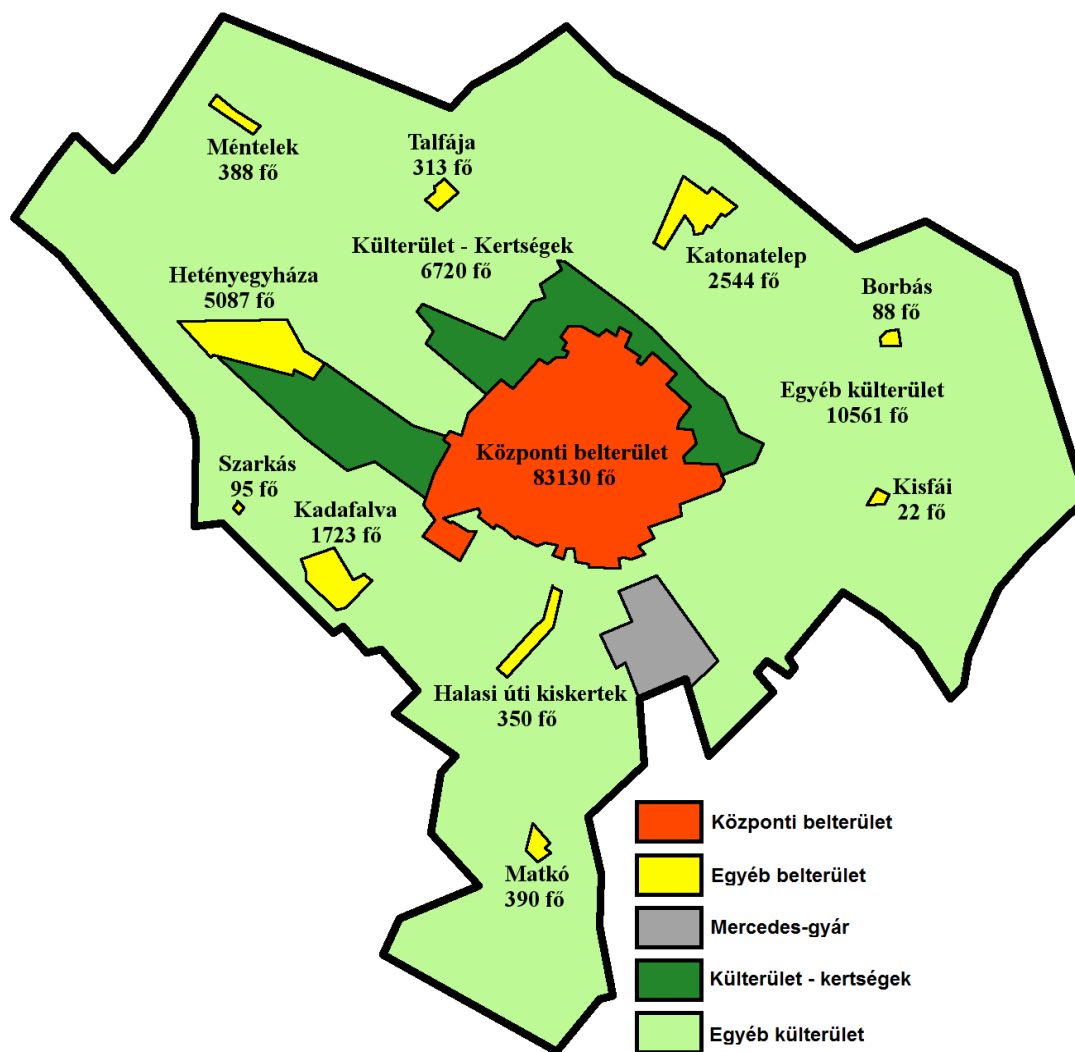 Méntelek
388 fő
Talfája
313 fő
Külterület - Kertségek
6720 fő
Katonatelep
2544 fő
Hetényegyháza
5087 fő
Borbás
88 fő
Egyéb külterület
10561 fő
Központi belterület
83130 fő
Szarkás
95 fő
Kadafalva
1723 fő
Kisfái
22 fő
Halasi úti kiskertek
350 fő
Matkó
390 fő
Központi belterület
Egyéb belterület
Mercedes-gyár
Külterület - kertségek
Egyéb külterület